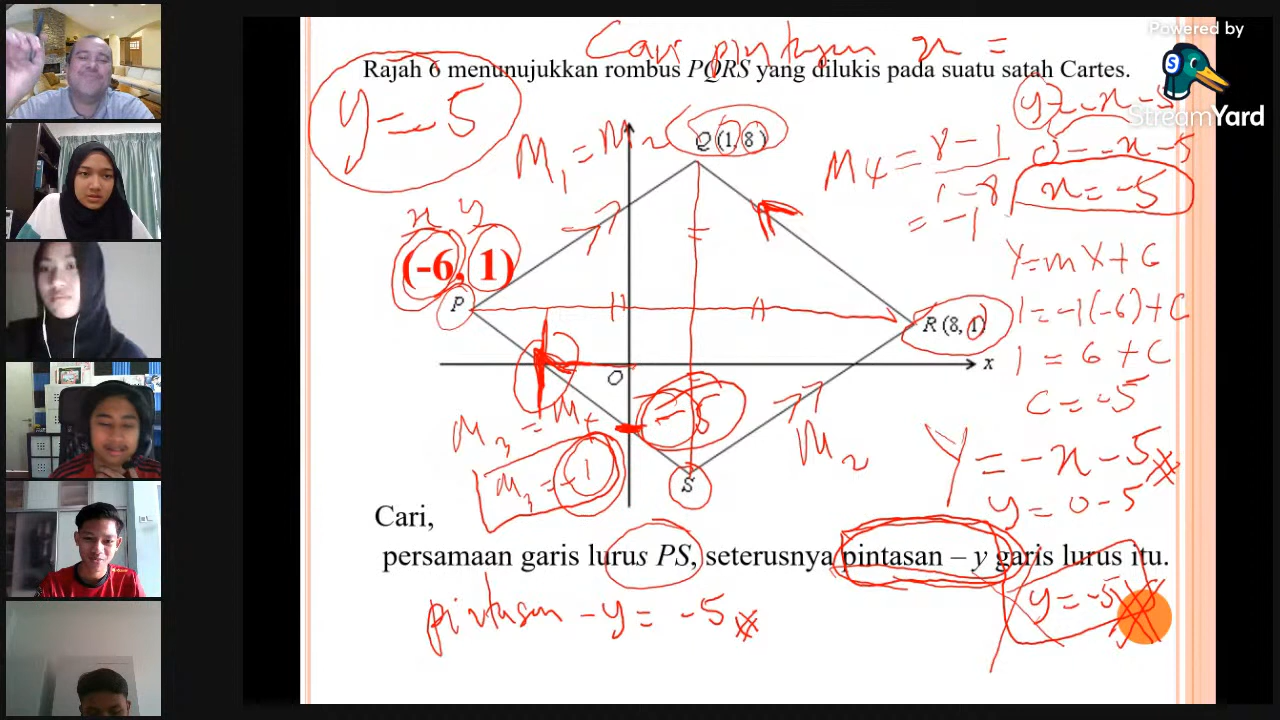 Cari pintasan x =
Powered by
StreamYard
Rajah 6 menunujukkan rombus PQRS yang dilukis pada suatu satah Cartes.
y = -5
M₁ = M₂
Q (1, 8)
M4 = 8 - 1
1 - 8
= -1
y = -x - 5
0 = -x - 5
x = -5
x y
(-6, 1)
P
R (8, 1)
Y = mX + C
1 = -1(-6) + C
1 = 6 + C
C = -5
O
x
-5
M₃ = M₄
M₃ = -1
M₂
S
Y = -x - 5
y = 0 - 5
Cari,
persamaan garis lurus PS, seterusnya pintasan – y garis lurus itu.
y = -5
pintasan - y = -5